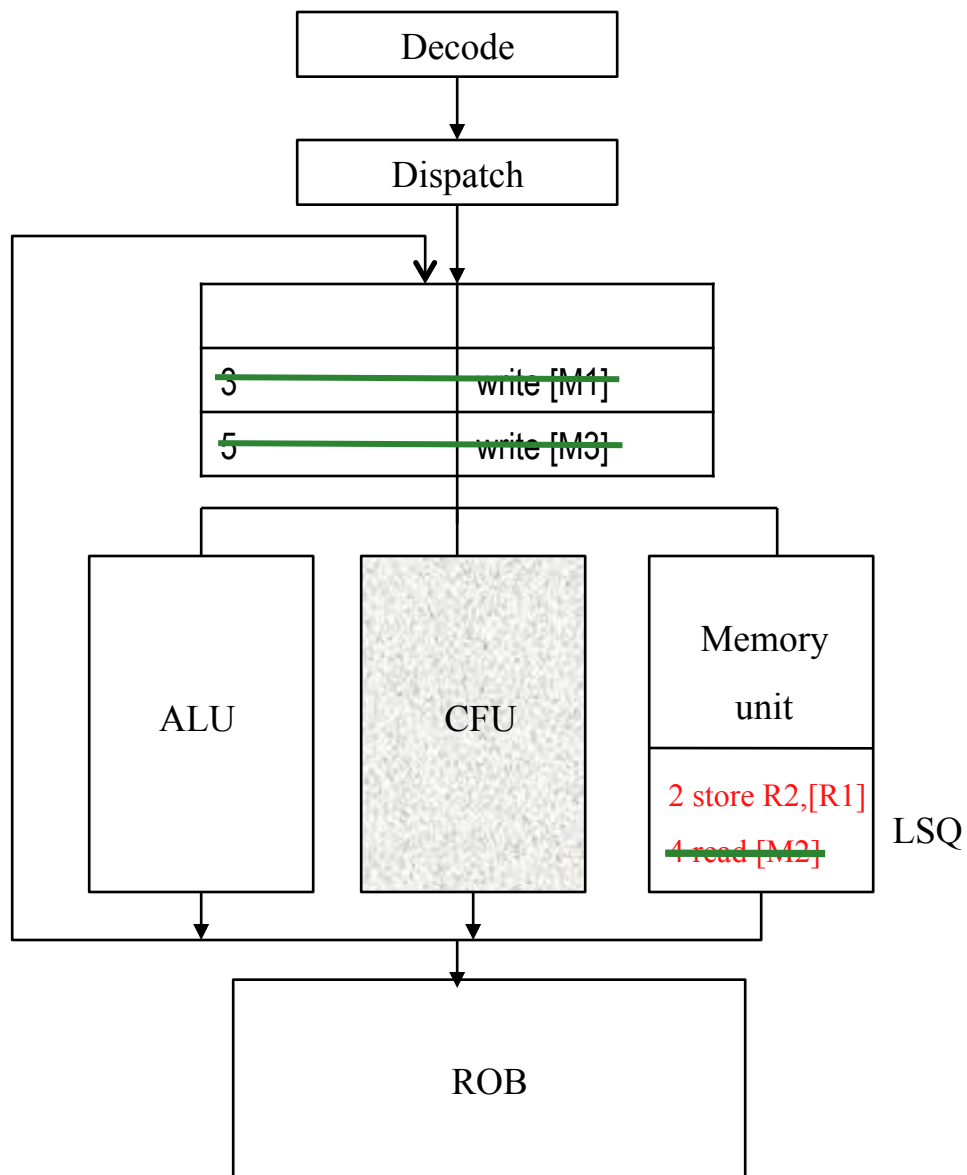 Decode
Dispatch
3 write [M1]
5 write [M3]
ALU
CFU
Memory
unit
2 store R2,[R1]
4 read [M2]
LSQ
ROB